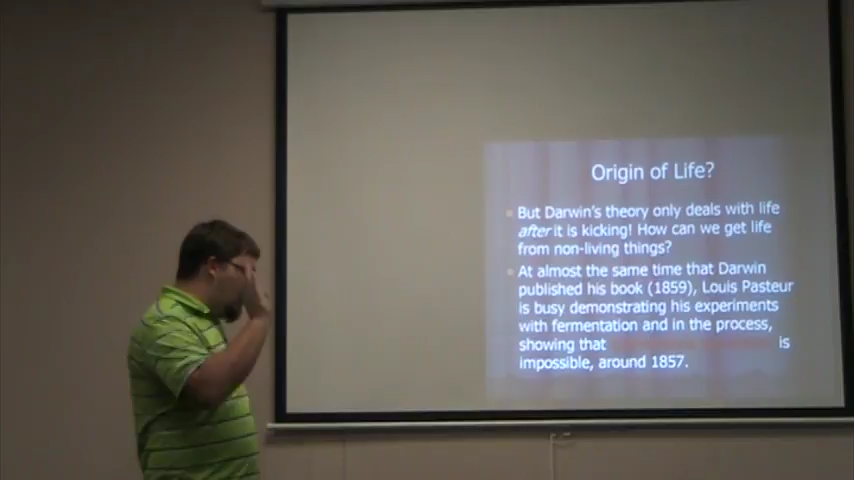 Origin of Life?
But Darwin's theory only deals with life
after it is kicking! How can we get life
from non-living things?
At almost the same time that Darwin
published his book (1859), Louis Pasteur
is busy demonstrating his experiments
with fermentation and in the process,
showing that is
impossible, around 1857.